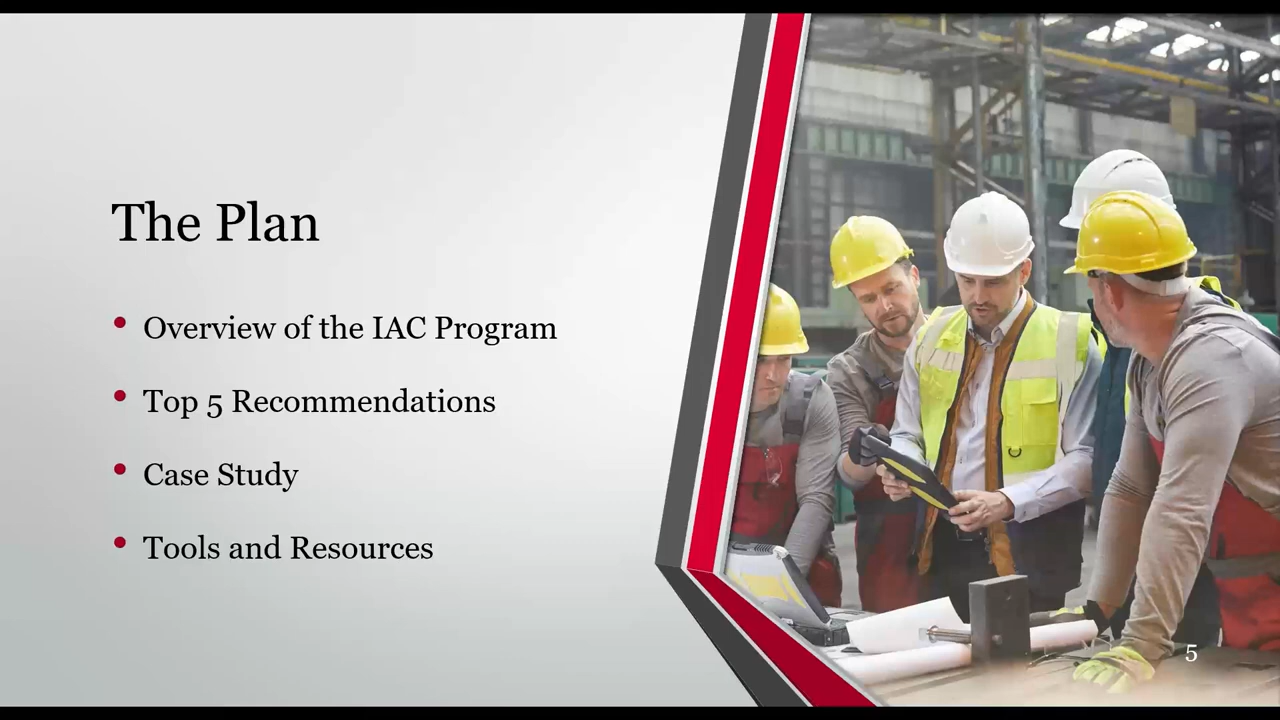 The Plan
• Overview of the IAC Program
• Top 5 Recommendations
• Case Study
• Tools and Resources
5